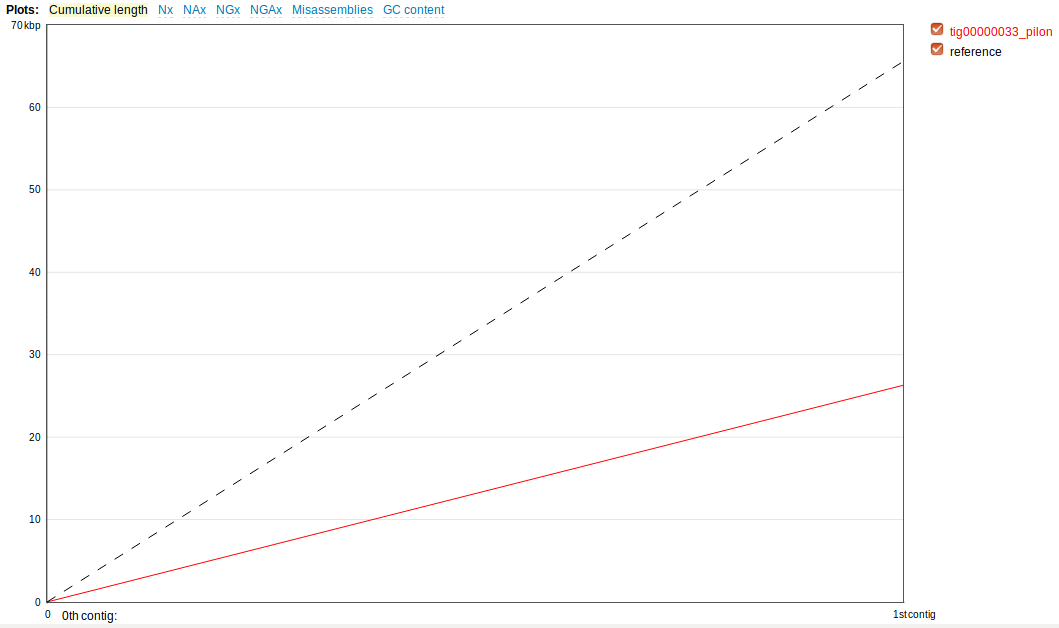 Plots: Cumulative length Nx NAx NGx NGAx Misassemblies GC content
70 kbp
60
50
40
30
20
10
0
0 0th contig: 1st contig
tig00000033_pilon
reference